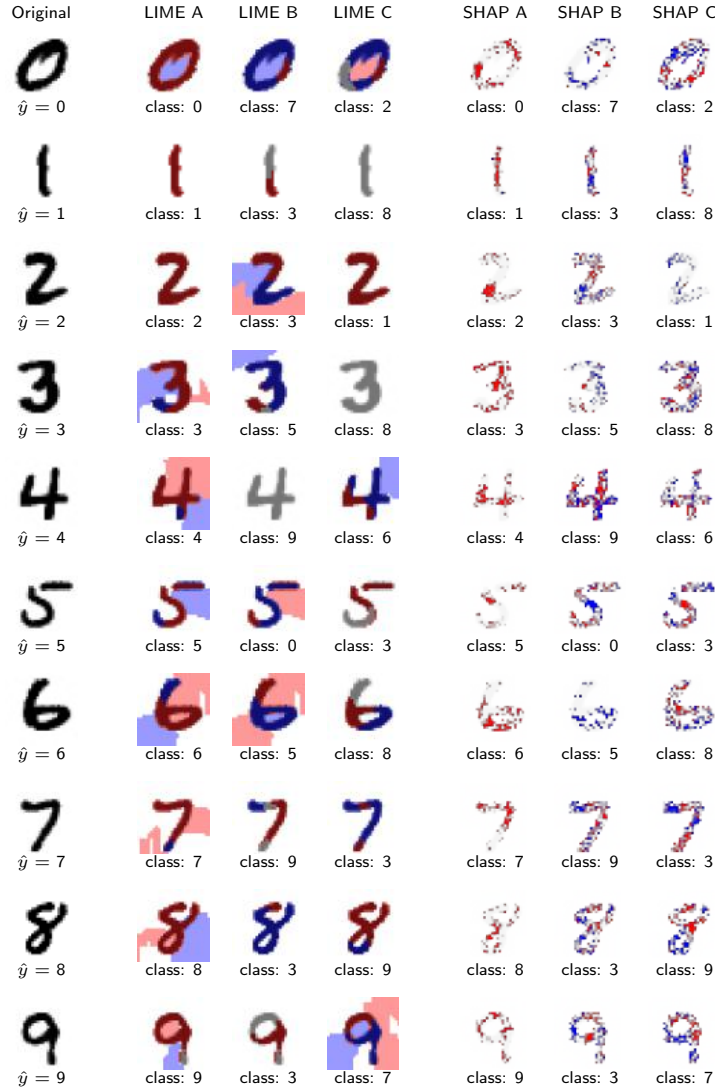 Original LIME A LIME B LIME C SHAP A SHAP B SHAP C
ŷ = 0 class: 0 class: 7 class: 2 class: 0 class: 7 class: 2
ŷ = 1 class: 1 class: 3 class: 8 class: 1 class: 3 class: 8
ŷ = 2 class: 2 class: 3 class: 1 class: 2 class: 3 class: 1
ŷ = 3 class: 3 class: 5 class: 8 class: 3 class: 5 class: 8
ŷ = 4 class: 4 class: 9 class: 6 class: 4 class: 9 class: 6
ŷ = 5 class: 5 class: 0 class: 3 class: 5 class: 0 class: 3
ŷ = 6 class: 6 class: 5 class: 8 class: 6 class: 5 class: 8
ŷ = 7 class: 7 class: 9 class: 3 class: 7 class: 9 class: 3
ŷ = 8 class: 8 class: 3 class: 9 class: 8 class: 3 class: 9
ŷ = 9 class: 9 class: 3 class: 7 class: 9 class: 3 class: 7